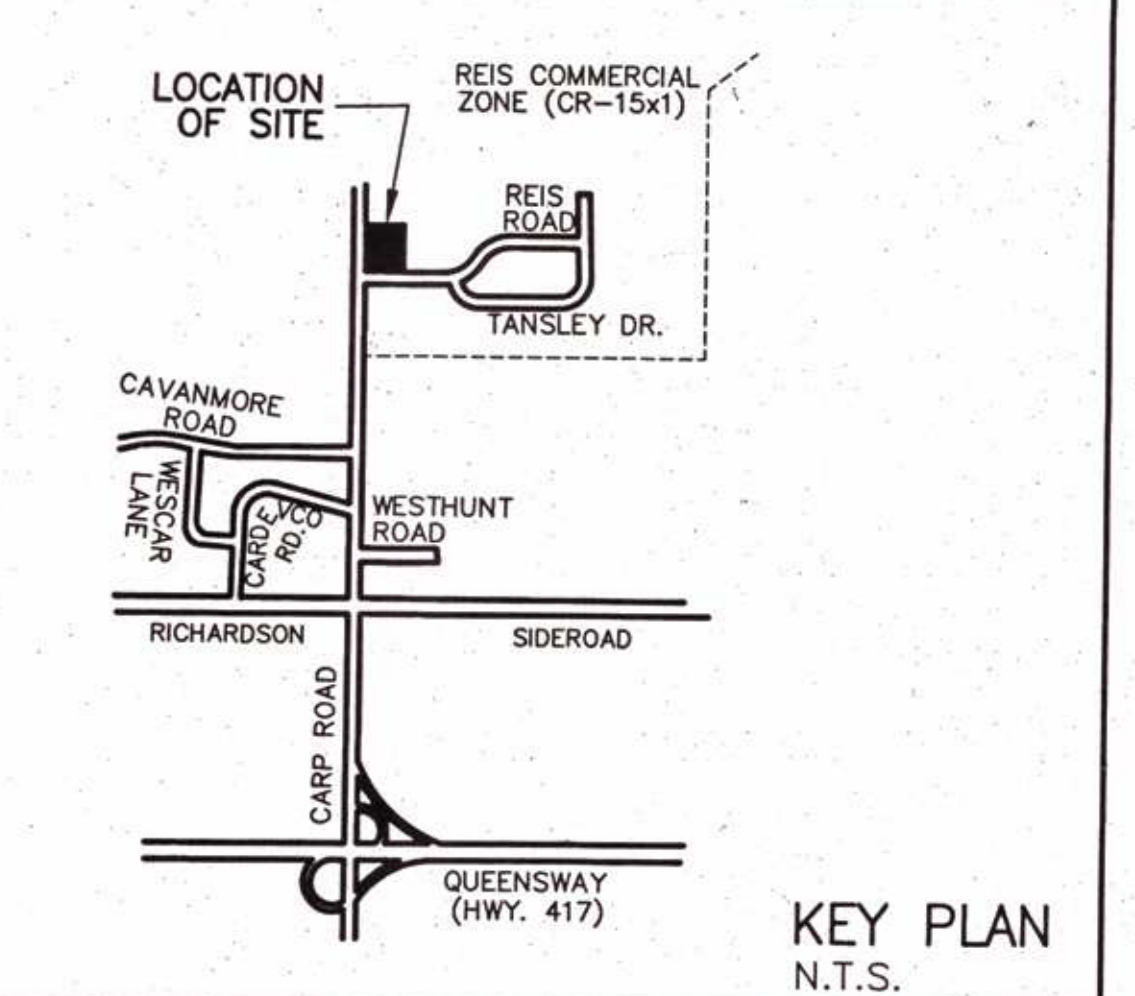 LOCATION
OF SITE
REIS COMMERCIAL
ZONE (CR-15x1)
REIS
ROAD
TANSLEY DR.
CAVANMORE
ROAD
WESCAR
LANE
CARDEVCO
RD.
WESTHUNT
ROAD
RICHARDSON SIDEROAD
CARP ROAD
QUEENSWAY
(HWY. 417)
KEY PLAN
N.T.S.